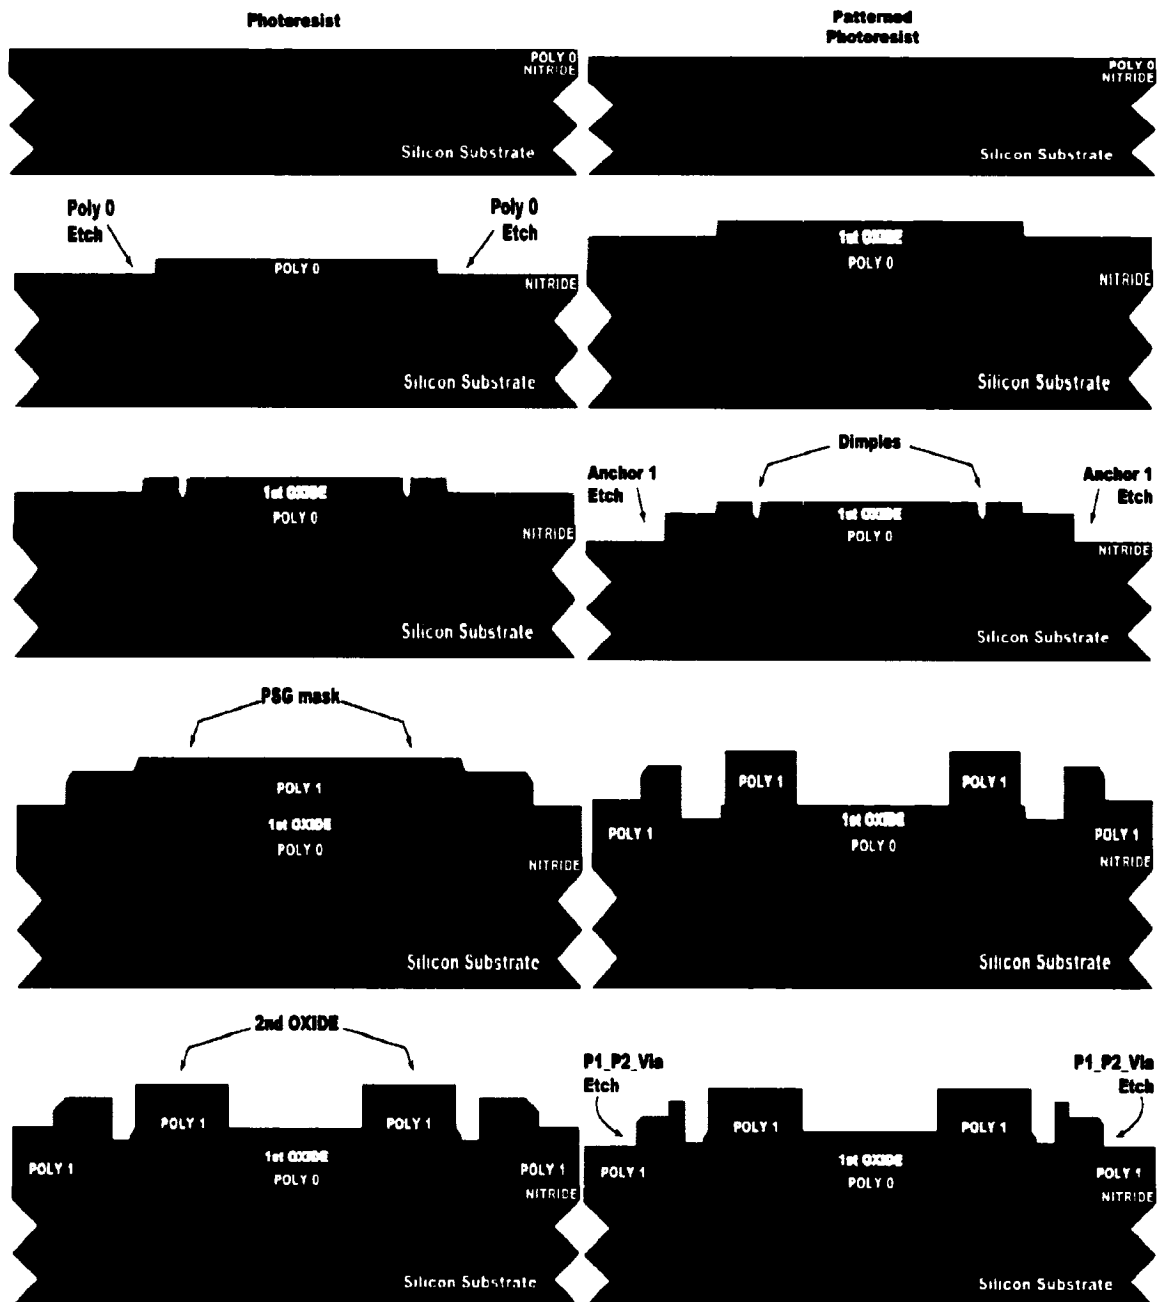 Photoresist
Patterned
Photoresist
POLY 0
NITRIDE
Silicon Substrate
POLY 0
NITRIDE
Silicon Substrate
Poly 0
Etch
Poly 0
Etch
POLY 0
NITRIDE
Silicon Substrate
1st OXIDE
POLY 0
NITRIDE
Silicon Substrate
1st OXIDE
POLY 0
NITRIDE
Silicon Substrate
Dimples
Anchor 1
Etch
Anchor 1
Etch
1st OXIDE
POLY 0
NITRIDE
Silicon Substrate
PSG mask
POLY 1
1st OXIDE
POLY 0
NITRIDE
Silicon Substrate
POLY 1
POLY 1
POLY 1
1st OXIDE
POLY 1
POLY 0
NITRIDE
Silicon Substrate
2nd OXIDE
POLY 1
POLY 1
POLY 1
1st OXIDE
POLY 1
POLY 0
NITRIDE
Silicon Substrate
P1_P2_Via
Etch
P1_P2_Via
Etch
POLY 1
POLY 1
POLY 1
1st OXIDE
POLY 1
POLY 0
NITRIDE
Silicon Substrate